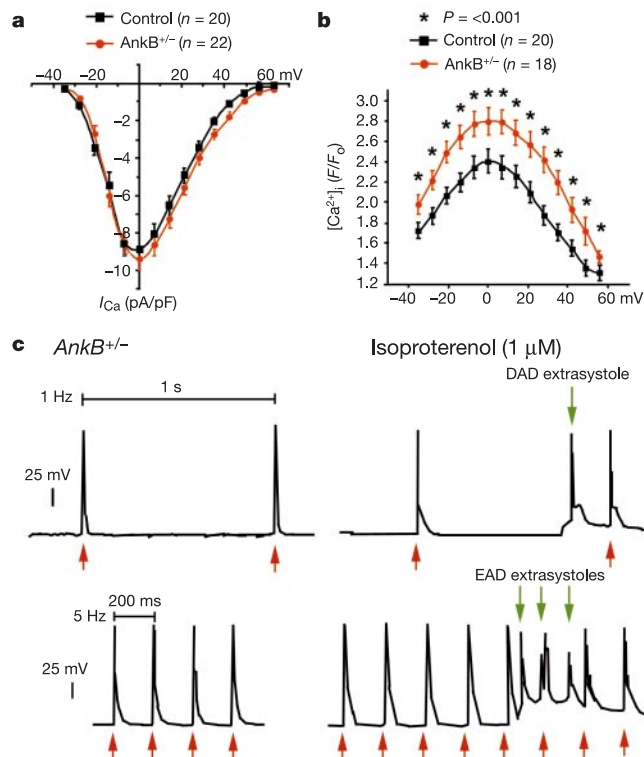 a
Control (n = 20)
AnkB+/− (n = 22)
−40 −20 0 20 40 60 mV
−2
−4
−6
−8
−10
ICa (pA/pF)
b
* P = <0.001
Control (n = 20)
AnkB+/− (n = 18)
[Ca2+]i (F/Fo)
3.0
2.8
2.6
2.4
2.2
2.0
1.8
1.6
1.4
1.2
−40 −20 0 20 40 60 mV
c
AnkB+/−
Isoproterenol (1 μM)
1 Hz
1 s
25 mV
DAD extrasystole
5 Hz
200 ms
25 mV
EAD extrasystoles